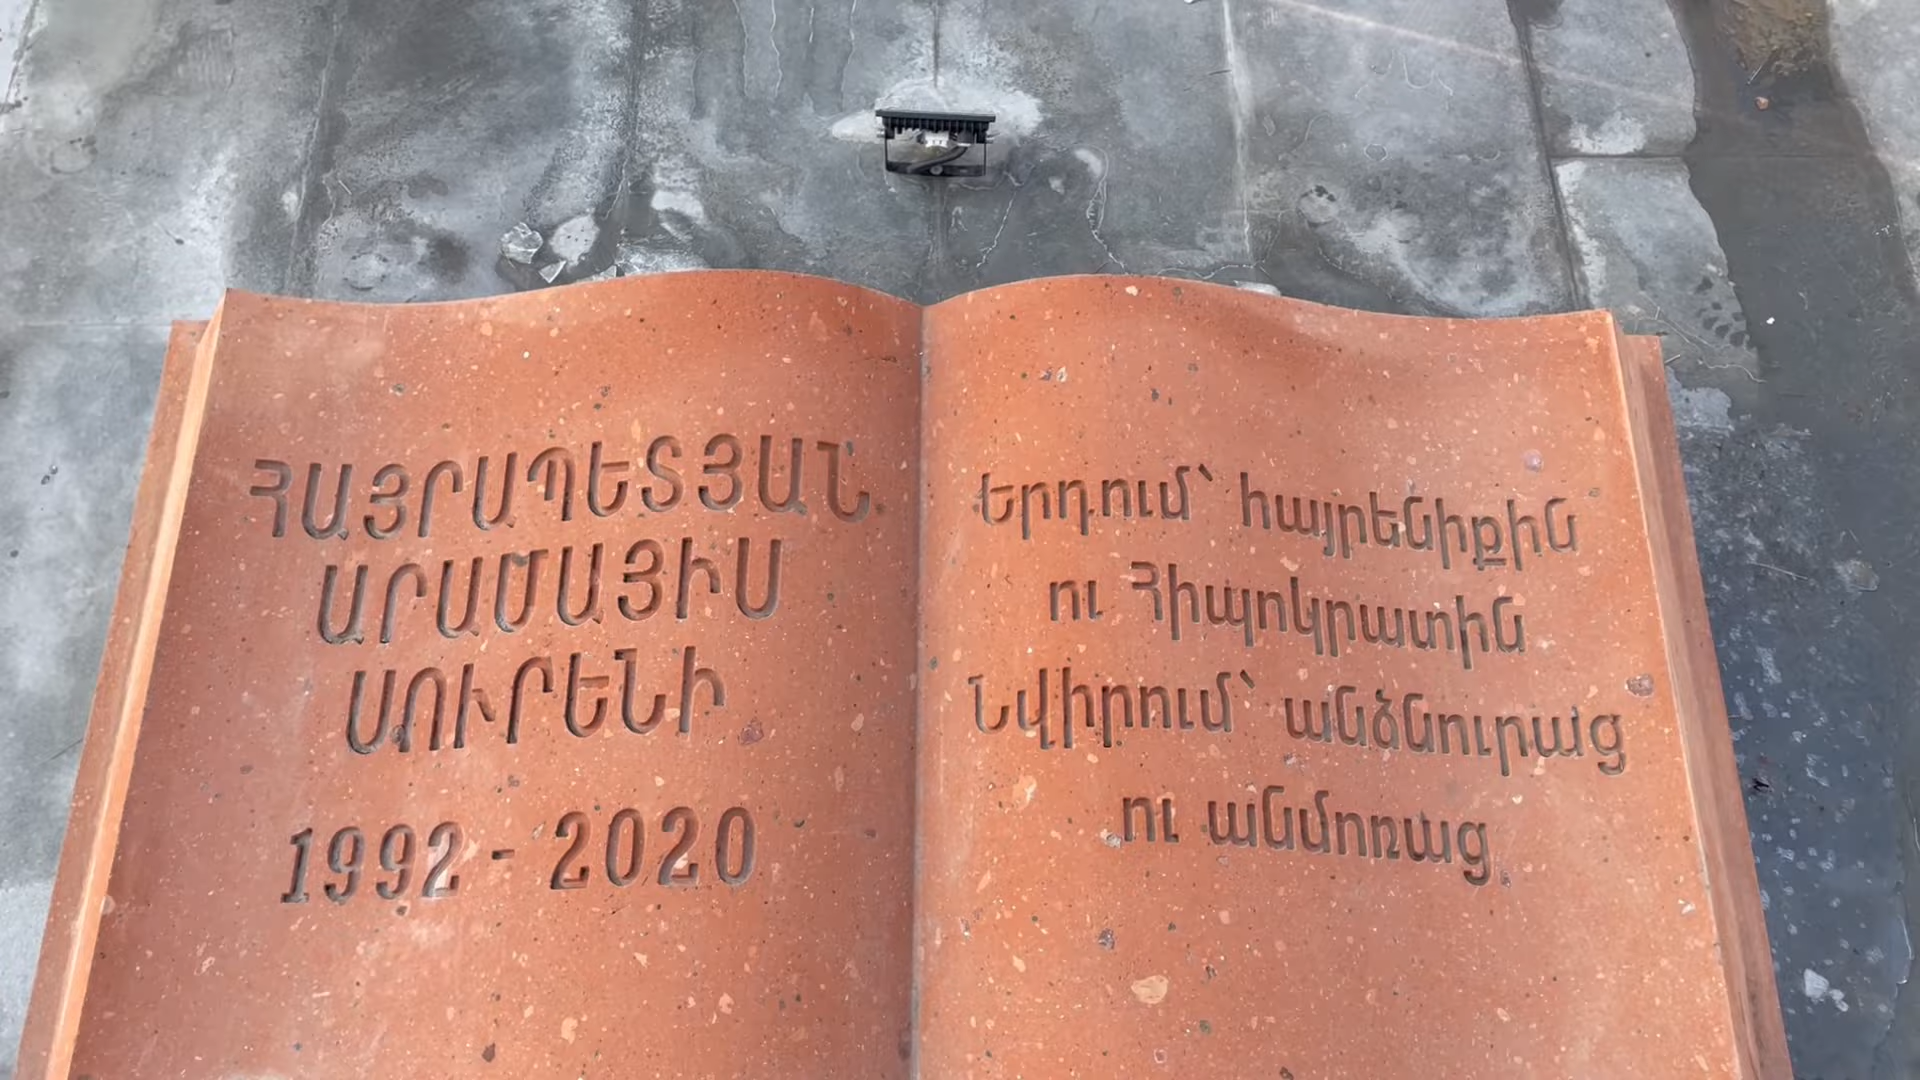 ՀԱՅՐԱՊԵՏՅԱՆ
ԱՐԱՄԱՅԻՍ
ՍՈՒՐԵՆԻ
1992 - 2020
Երդում՝ հայրենիքին
ու Հիպոկրատին
Նվիրում՝ անձնուրաց
ու անմոռաց